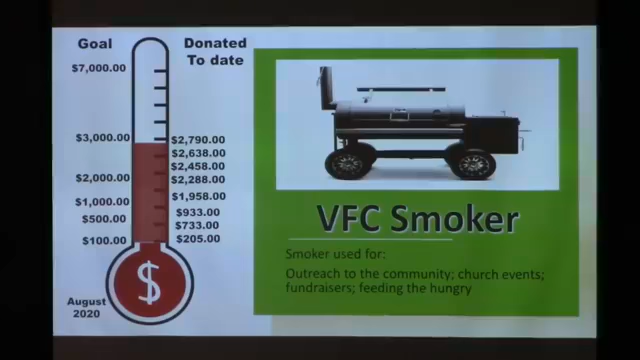 Goal
Donated
To date
$7,000.00
$3,000.00
$2,000.00
$1,000.00
$500.00
$100.00
$2,790.00
$2,638.00
$2,458.00
$2,288.00
$1,958.00
$933.00
$733.00
$205.00
$
August
2020
VFC Smoker
Smoker used for:
Outreach to the community; church events;
fundraisers; feeding the hungry